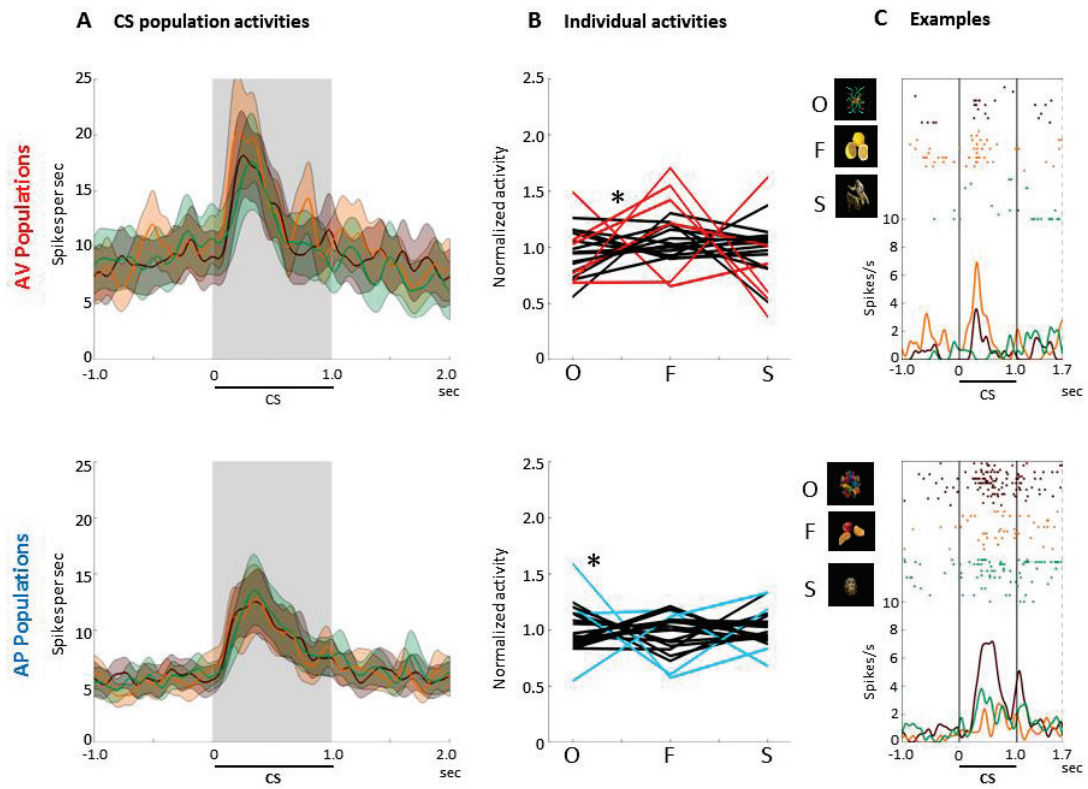 A CS population activities
B Individual activities
C Examples
AV Populations
Spikes per sec
25
20
15
10
5
0
-1.0 0 1.0 2.0
sec
CS
Normalized activity
2.5
2.0
1.5
1.0
0.5
0
*
O F S
O
F
S
Spikes/s
10
8
6
4
2
0
-1.0 0 1.0 1.7
sec
CS
AP Populations
Spikes per sec
25
20
15
10
5
0
-1.0 0 1.0 2.0
sec
CS
Normalized activity
2.5
2.0
1.5
1.0
0.5
0
*
O F S
O
F
S
Spikes/s
10
8
6
4
2
0
-1.0 0 1.0 1.7
sec
CS